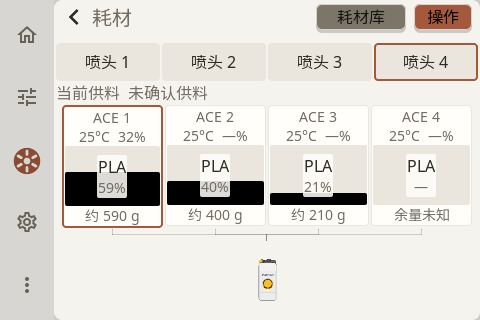 耗材
耗材库
操作
喷头 1
喷头 2
喷头 3
喷头 4
当前供料 未确认供料
ACE 1
25°C 32%
PLA
59%
约 590 g
ACE 2
25°C —%
PLA
40%
约 400 g
ACE 3
25°C —%
PLA
21%
约 210 g
ACE 4
25°C —%
PLA
—
余量未知